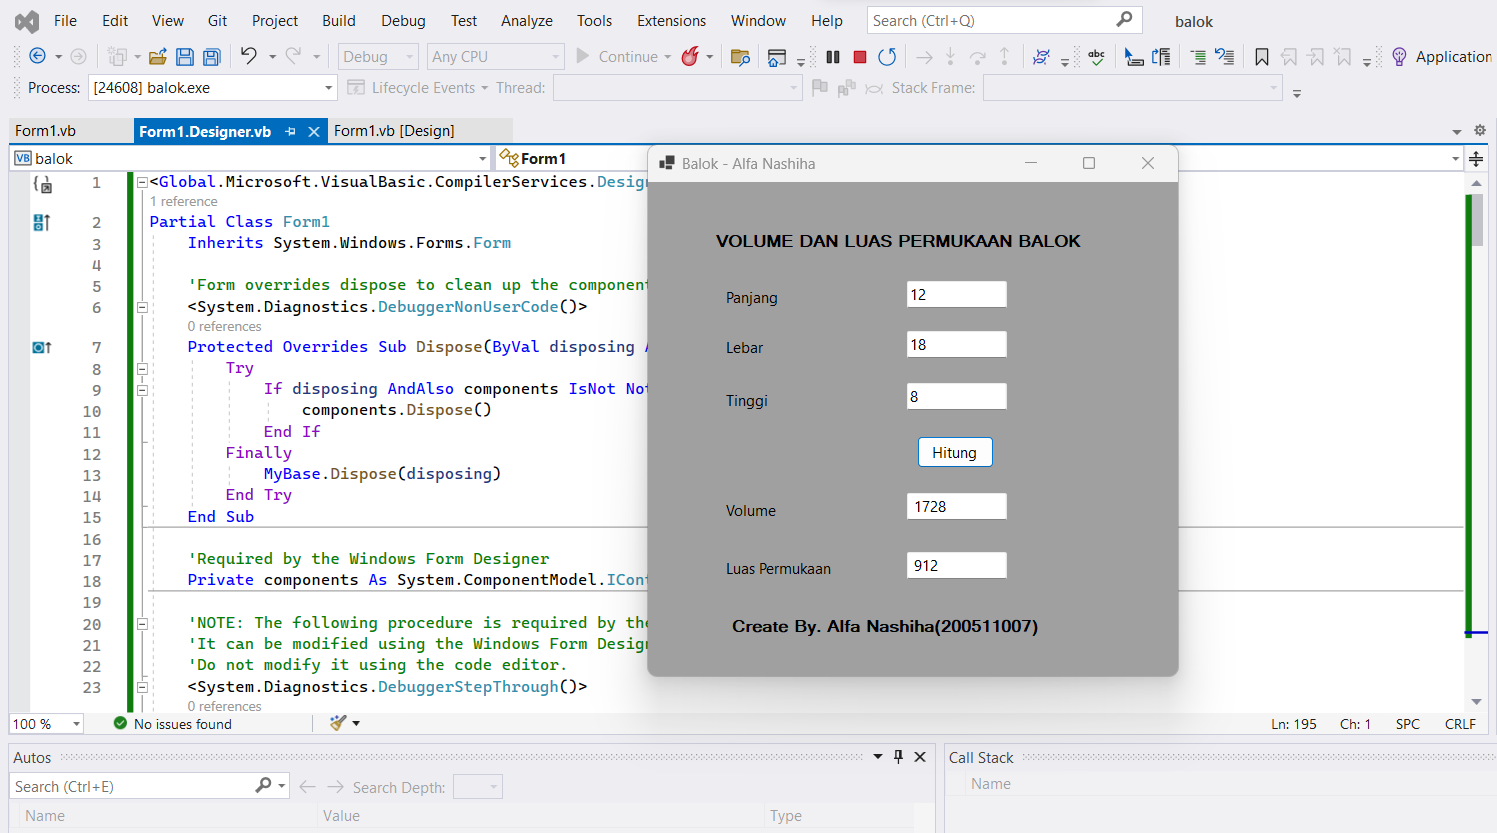 File Edit View Git Project Build Debug Test Analyze Tools Extensions Window Help Search (Ctrl+Q) balok
Debug Any CPU Continue abc Application
Process: [24608] balok.exe Lifecycle Events Thread: Stack Frame:
Form1.vb Form1.Designer.vb Form1.vb [Design]
VB balok Form1
1 <Global.Microsoft.VisualBasic.CompilerServices.Desig
1 reference
2 Partial Class Form1
3 Inherits System.Windows.Forms.Form
4
5 'Form overrides dispose to clean up the component
6 <System.Diagnostics.DebuggerNonUserCode()>
0 references
7 Protected Overrides Sub Dispose(ByVal disposing A
8 Try
9 If disposing AndAlso components IsNot Not
10 components.Dispose()
11 End If
12 Finally
13 MyBase.Dispose(disposing)
14 End Try
15 End Sub
16
17 'Required by the Windows Form Designer
18 Private components As System.ComponentModel.ICont
19
20 'NOTE: The following procedure is required by the
21 'It can be modified using the Windows Form Desig
22 'Do not modify it using the code editor.
23 <System.Diagnostics.DebuggerStepThrough()>
0 references
Balok - Alfa Nashiha
VOLUME DAN LUAS PERMUKAAN BALOK
Panjang 12
Lebar 18
Tinggi 8
Hitung
Volume 1728
Luas Permukaan 912
Create By. Alfa Nashiha(200511007)
100 % No issues found Ln: 195 Ch: 1 SPC CRLF
Autos
Search (Ctrl+E) Search Depth:
Name Value Type
Call Stack
Name